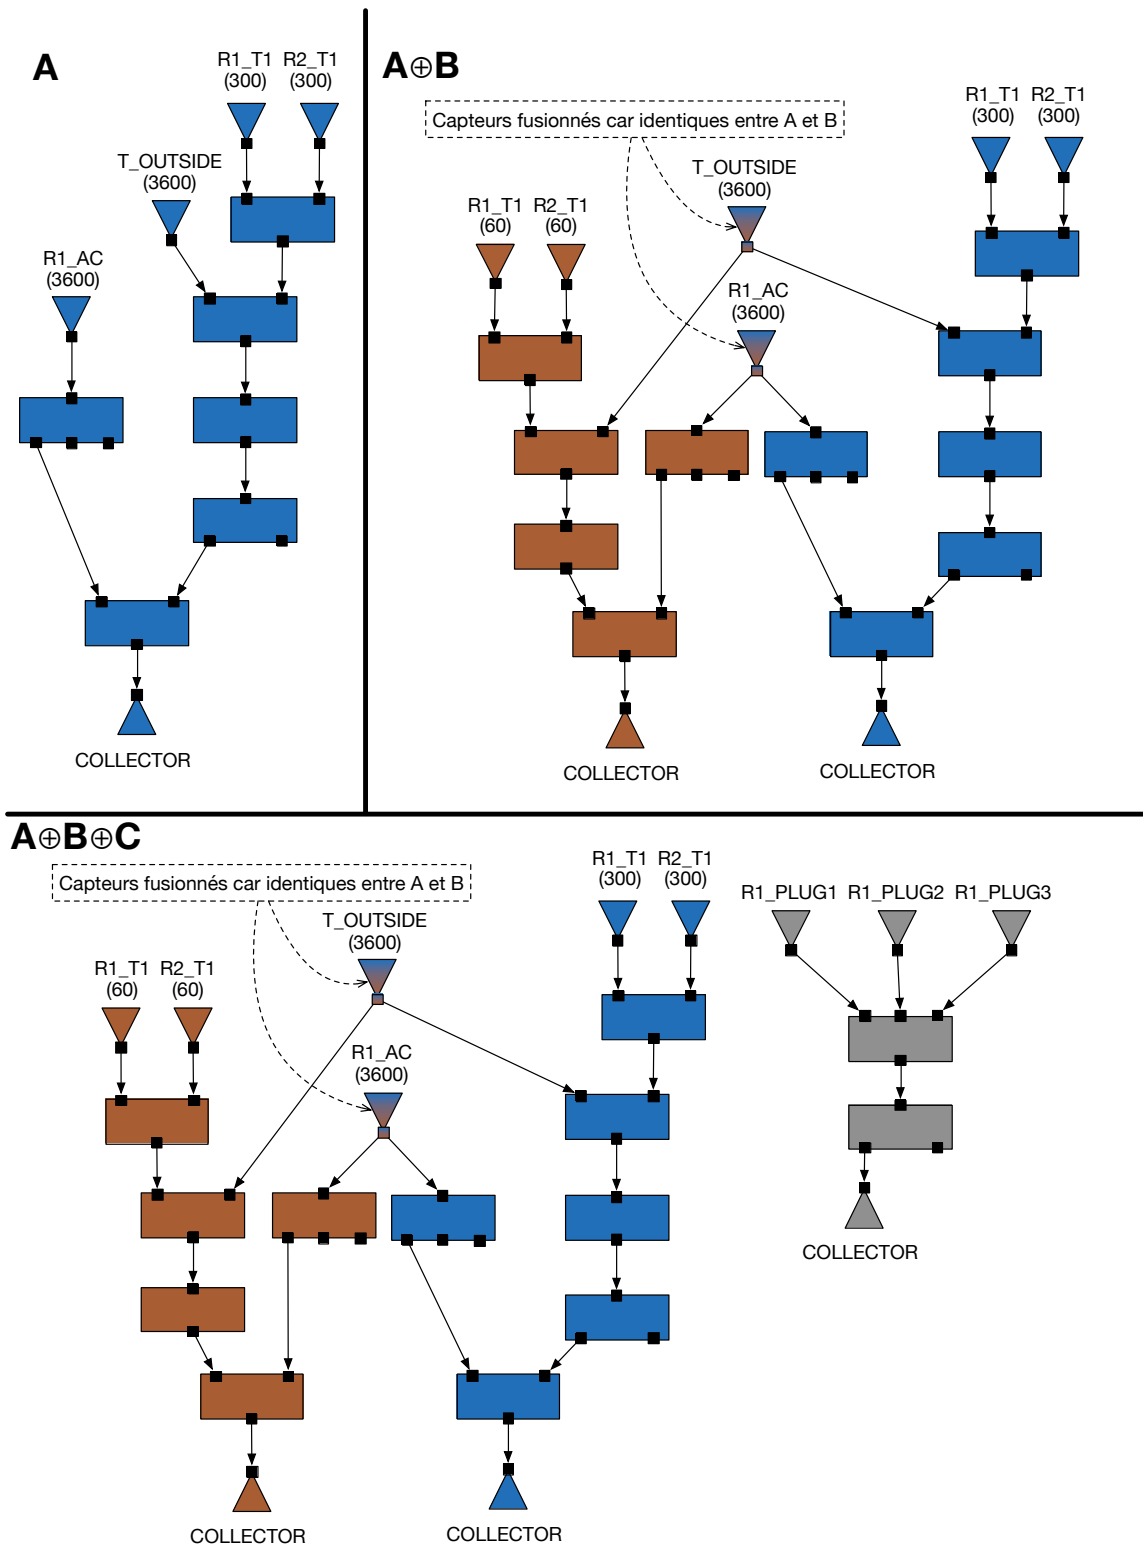 A
R1_T1 R2_T1
(300) (300)
T_OUTSIDE
(3600)
R1_AC
(3600)
COLLECTOR
A⊕B
Capteurs fusionnés car identiques entre A et B
R1_T1 R2_T1
(300) (300)
T_OUTSIDE
(3600)
R1_T1 R2_T1
(60) (60)
R1_AC
(3600)
COLLECTOR
COLLECTOR
A⊕B⊕C
Capteurs fusionnés car identiques entre A et B
R1_T1 R2_T1
(300) (300)
R1_PLUG1 R1_PLUG2 R1_PLUG3
T_OUTSIDE
(3600)
R1_T1 R2_T1
(60) (60)
R1_AC
(3600)
COLLECTOR
COLLECTOR
COLLECTOR